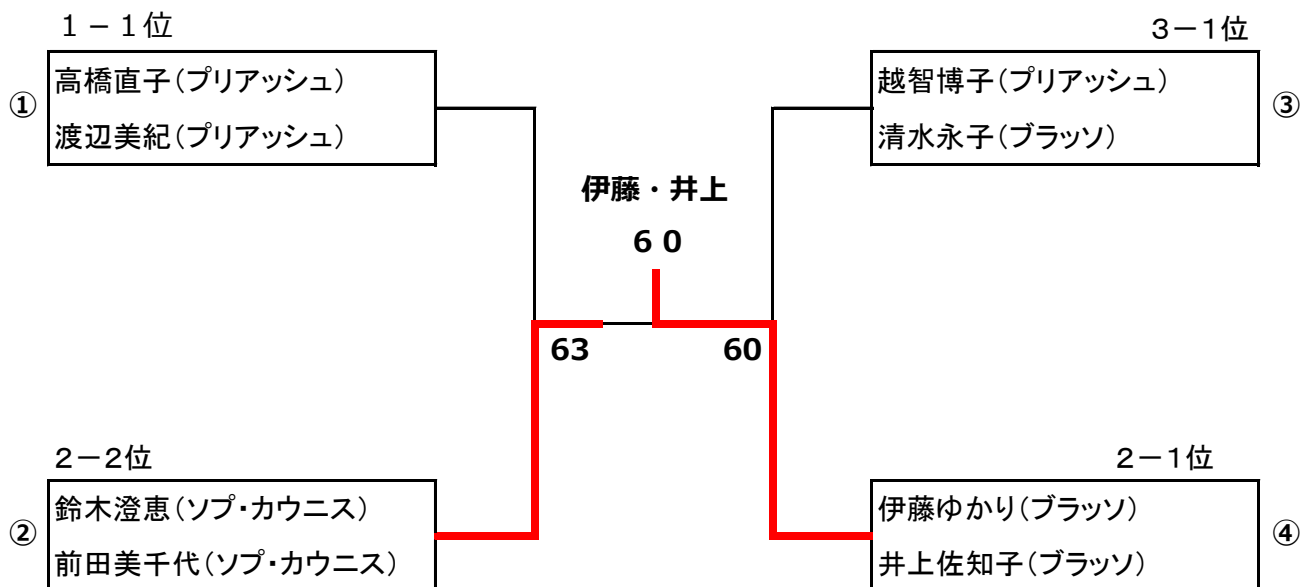 1-1位
①
高橋直子(プリアッシュ)
渡辺美紀(プリアッシュ)
3-1位
越智博子(プリアッシュ)
清水永子(ブラッソ)
③
伊藤・井上
60
63
60
2-2位
②
鈴木澄恵(ソプ・カウニス)
前田美千代(ソプ・カウニス)
2-1位
伊藤ゆかり(ブラッソ)
井上佐知子(ブラッソ)
④